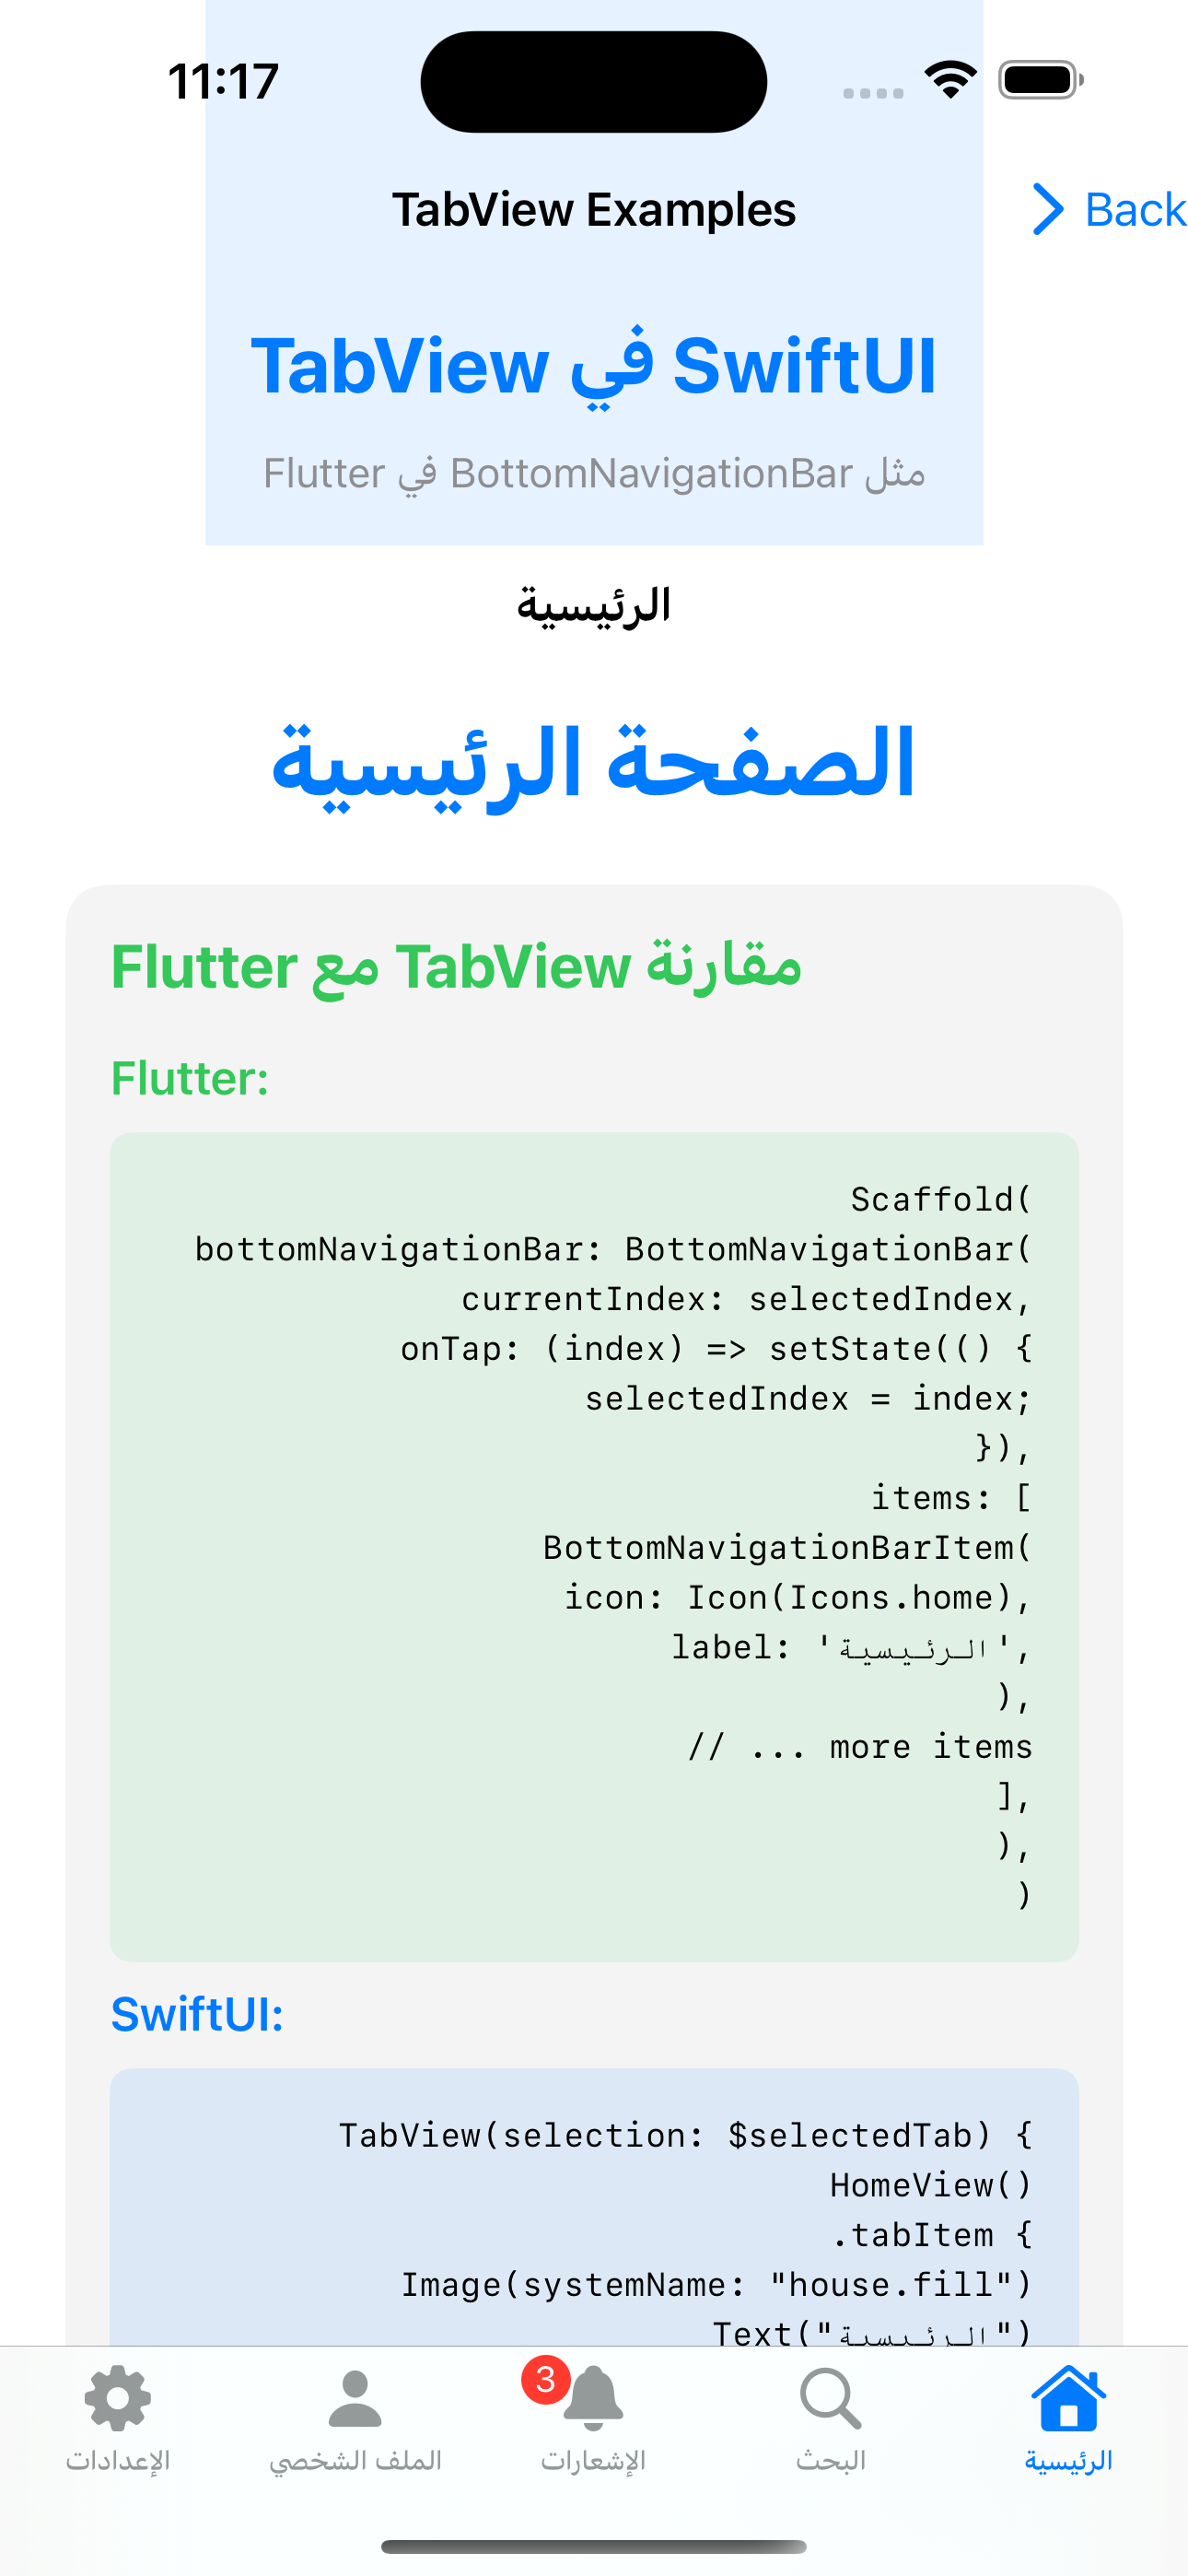 11:17
TabView Examples
Back
TabView في SwiftUI
مثل BottomNavigationBar في Flutter
الرئيسية
الصفحة الرئيسية
مقارنة TabView مع Flutter
Flutter:
Scaffold(
bottomNavigationBar: BottomNavigationBar(
currentIndex: selectedIndex,
onTap: (index) => setState(() {
selectedIndex = index;
}),
items: [
BottomNavigationBarItem(
icon: Icon(Icons.home),
label: 'الرئيسية',
),
// ... more items
],
),
)
SwiftUI:
TabView(selection: $selectedTab) {
HomeView()
.tabItem {
Image(systemName: "house.fill")
Text("الرئيسية")
3
الرئيسية
البحث
الإشعارات
الملف الشخصي
الإعدادات